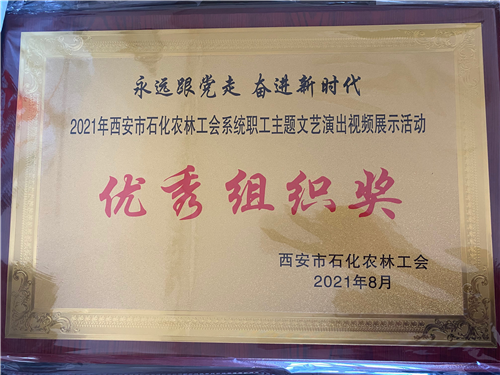 永远跟党走 奋进新时代
2021年西安市石化农林工会系统职工主题文艺演出视频展示活动
优秀组织奖
西安市石化农林工会
2021年8月